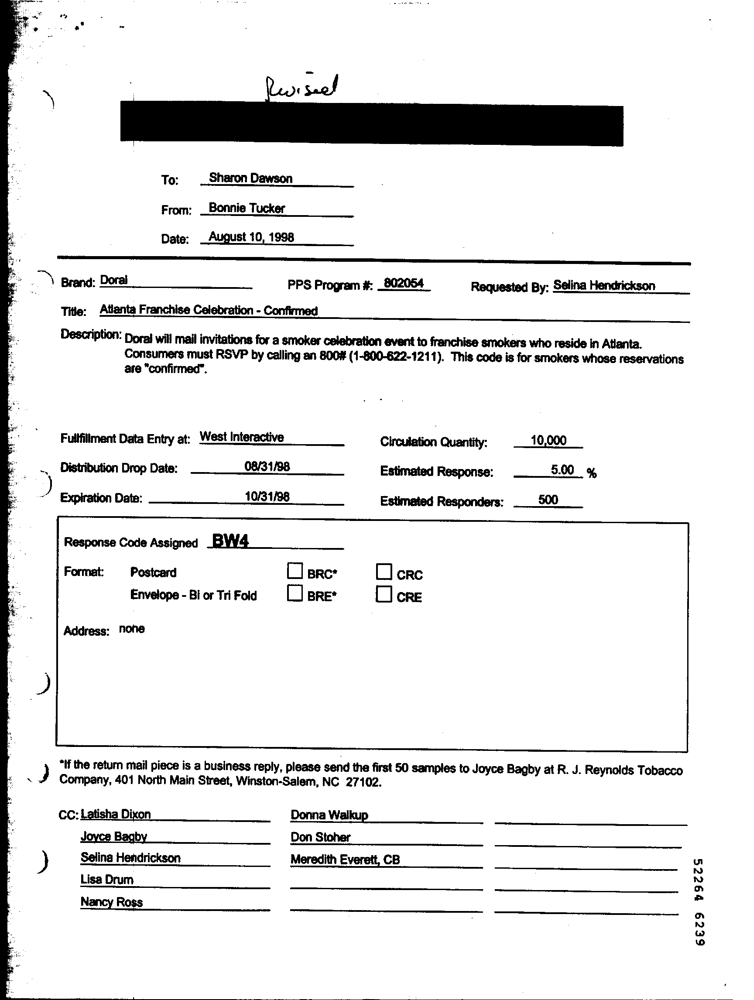 Revised
To: Sharon Dawson
From: Bonnie Tucker
Date: August 10, 1998
Brand: Doral PPS Program #: 802054 Requested By: Selina Hendrickson
Title: Atlanta Franchise Celebration - Confirmed
Description: Doral will mail invitations for a smoker celebration event to franchise smokers who reside in Atlanta.
Consumers must RSVP by calling an 800# (1-800-622-1211). This code is for smokers whose reservations
are "confirmed".
Fullfillment Data Entry at: West Interactive Circulation Quantity: 10,000
Distribution Drop Date: 08/31/98 Estimated Response: 5.00 %
Expiration Date: 10/31/98 Estimated Responders: 500
Response Code Assigned BW4
Format: Postcard BRC* CRC
Envelope - Bi or Tri Fold BRE* CRE
Address: none
*If the return mail piece is a business reply, please send the first 50 samples to Joyce Bagby at R. J. Reynolds Tobacco
Company, 401 North Main Street, Winston-Salem, NC 27102.
CC: Latisha Dixon Donna Walkup
Joyce Bagby Don Stoher
Selina Hendrickson Meredith Everett, CB
Lisa Drum
Nancy Ross
52264 6239